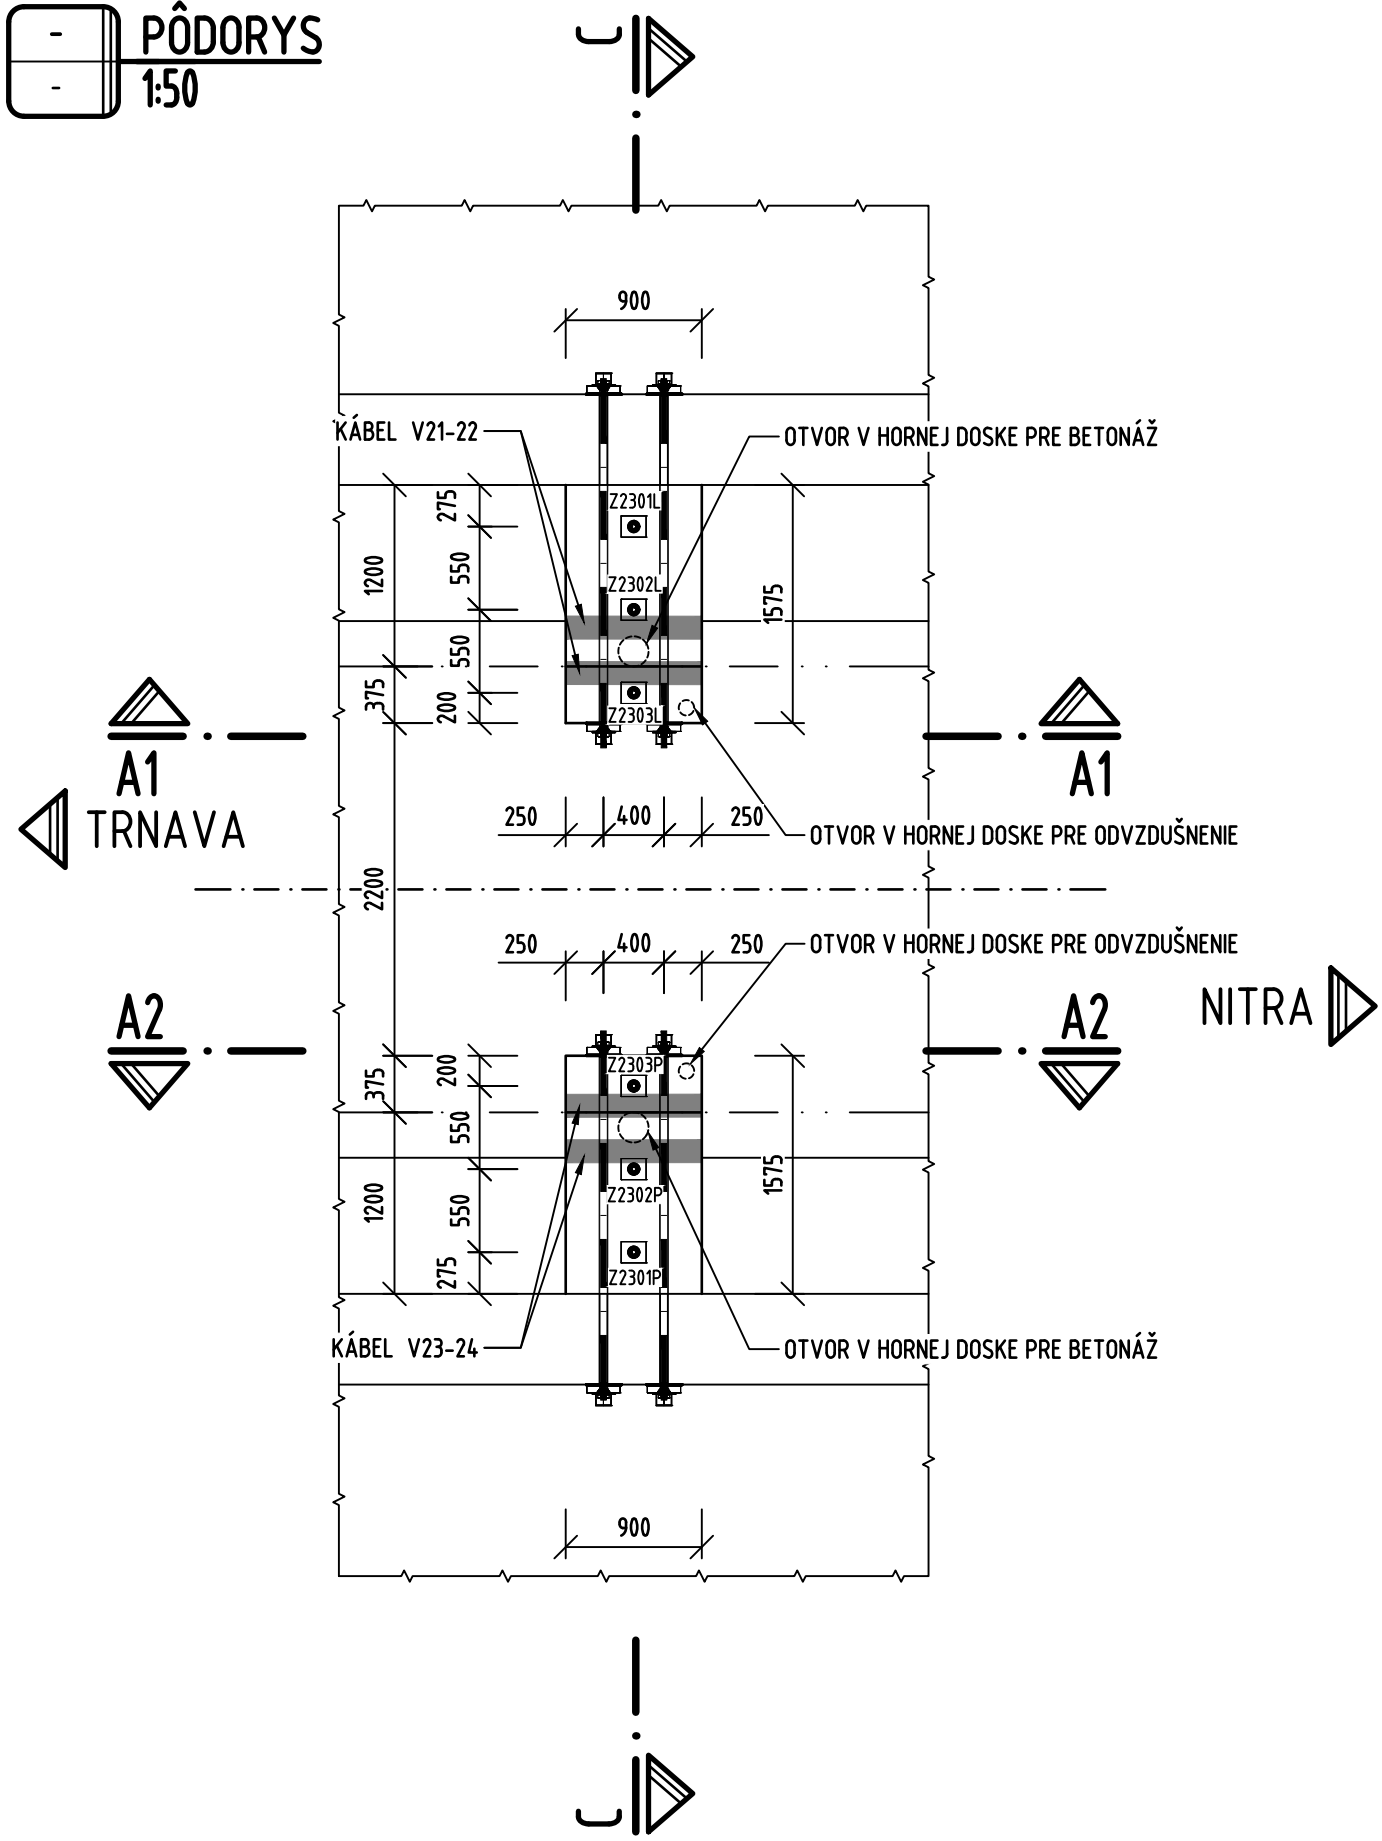 -
-
PÔDORYS
1:50
C
900
KÁBEL V21-22
OTVOR V HORNEJ DOSKE PRE BETONÁŽ
275
Z2301L
1200
550
Z2302L
1575
550
375
200
Z2303L
A1
A1
TRNAVA
250
400
250
OTVOR V HORNEJ DOSKE PRE ODVZDUŠNENIE
2200
250
400
250
OTVOR V HORNEJ DOSKE PRE ODVZDUŠNENIE
A2
A2
NITRA
375
200
Z2303P
550
1575
1200
Z2302P
550
275
Z2301P
KÁBEL V23-24
OTVOR V HORNEJ DOSKE PRE BETONÁŽ
900
C